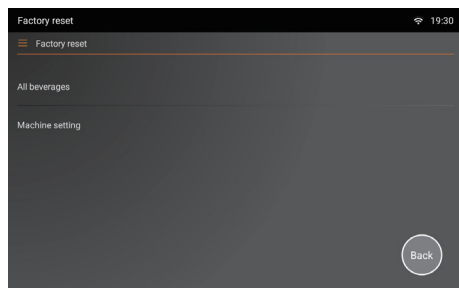 Factory reset 19:30
Factory reset
All beverages
Machine setting
Back